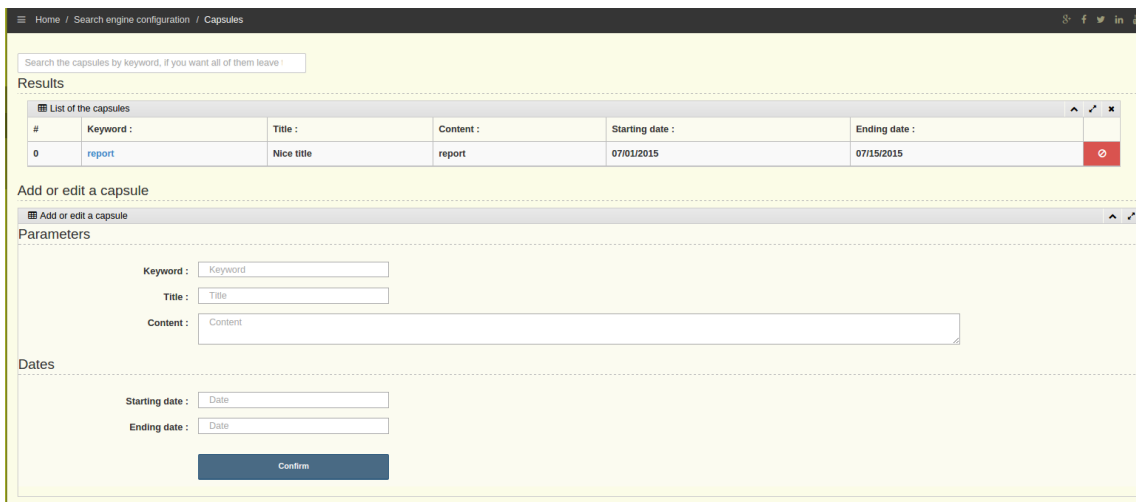 Home / Search engine configuration / Capsules
Search the capsules by keyword, if you want all of them leave
Results
List of the capsules
# Keyword : Title : Content : Starting date : Ending date :
0 report Nice title report 07/01/2015 07/15/2015
Add or edit a capsule
Add or edit a capsule
Parameters
Keyword : Keyword
Title : Title
Content : Content
Dates
Starting date : Date
Ending date : Date
Confirm